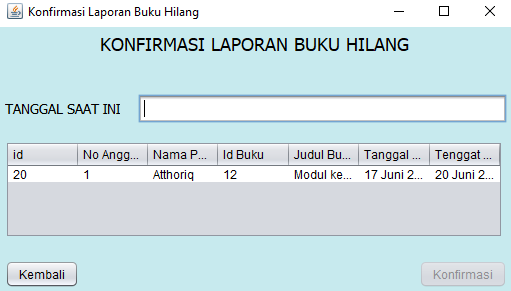 Konfirmasi Laporan Buku Hilang
KONFIRMASI LAPORAN BUKU HILANG
TANGGAL SAAT INI
id No Angg... Nama P... Id Buku Judul Bu... Tanggal ... Tenggat ...
20 1 Atthoriq 12 Modul ke... 17 Juni 2... 20 Juni 2...
Kembali Konfirmasi